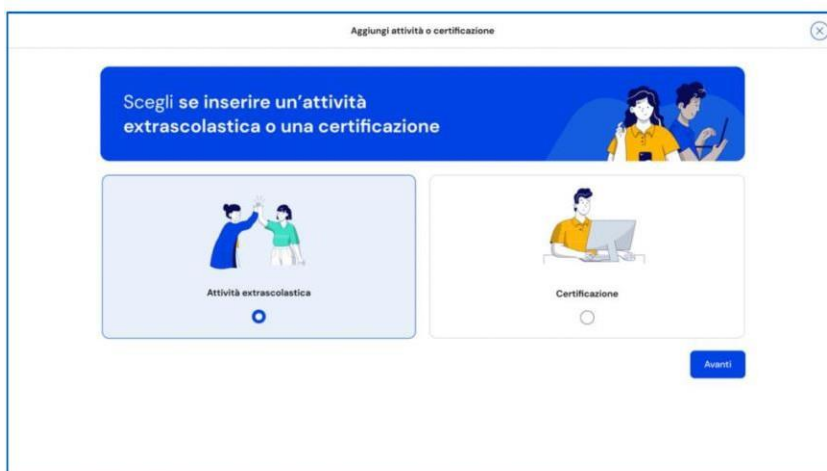 Aggiungi attività o certificazione
Scegli se inserire un'attività
extrascolastica o una certificazione
Attività extrascolastica
Certificazione
Avanti